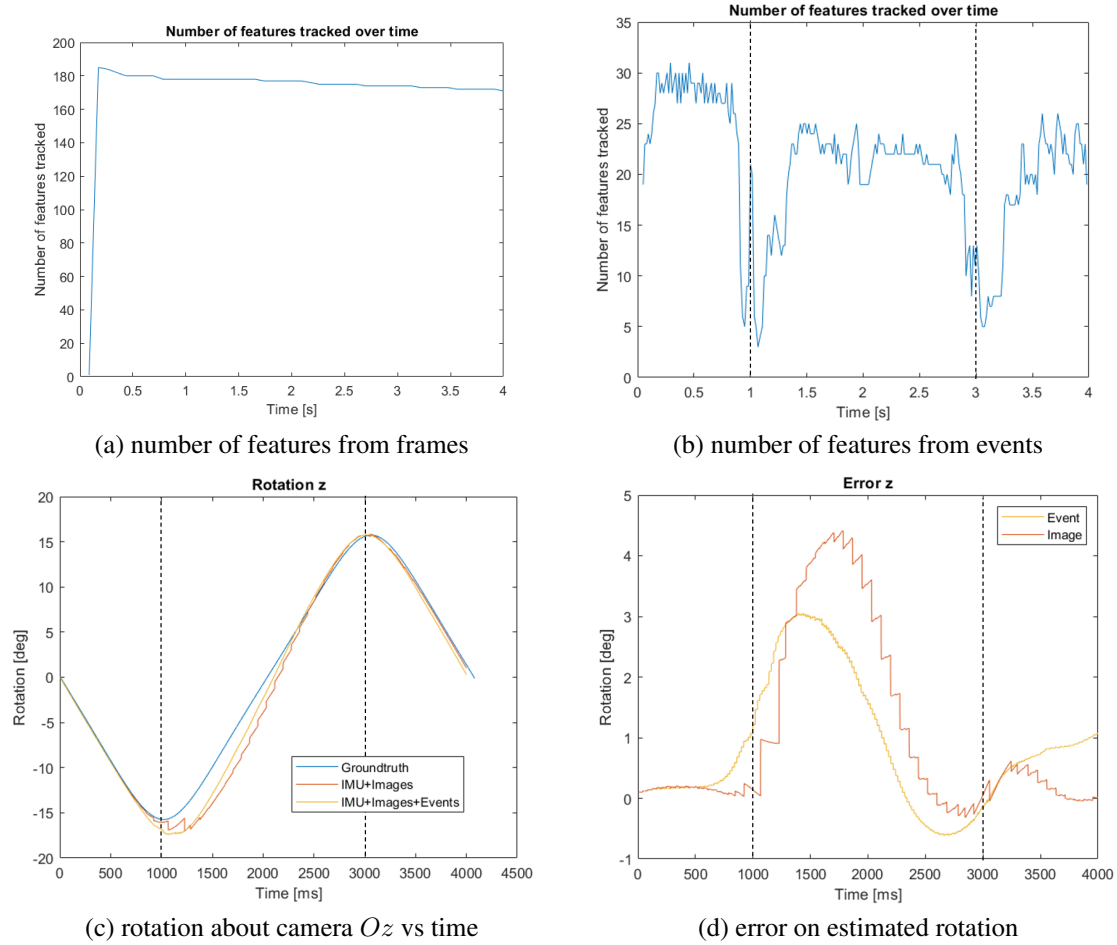 Number of features tracked over time
200
180
160
140
120
100
80
60
40
20
0
0 0.5 1 1.5 2 2.5 3 3.5 4
Number of features tracked
Time [s]
(a) number of features from frames
Number of features tracked over time
35
30
25
20
15
10
5
0
0 0.5 1 1.5 2 2.5 3 3.5 4
Number of features tracked
Time [s]
(b) number of features from events
Rotation z
20
15
10
5
0
-5
-10
-15
-20
0 500 1000 1500 2000 2500 3000 3500 4000 4500
Rotation [deg]
Groundtruth
IMU+Images
IMU+Images+Events
Time [ms]
(c) rotation about camera Oz vs time
Error z
5
4
3
2
1
0
-1
0 500 1000 1500 2000 2500 3000 3500 4000
Rotation [deg]
Event
Image
Time [ms]
(d) error on estimated rotation